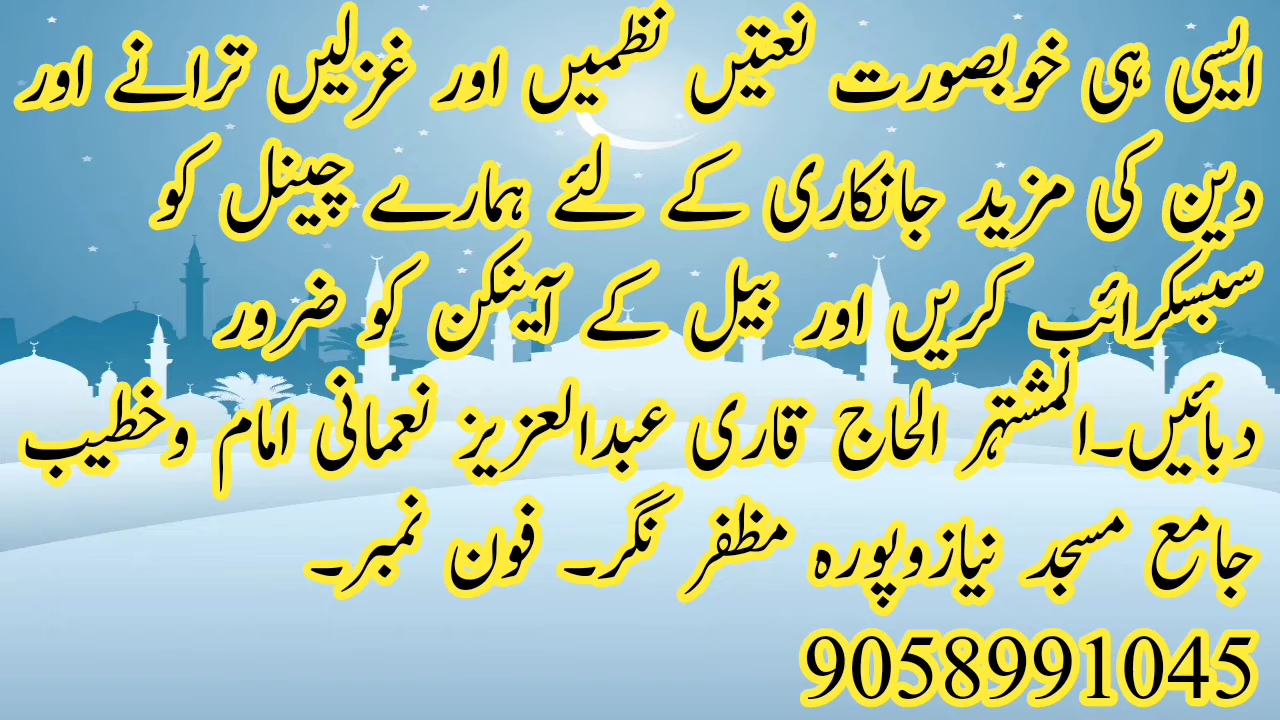 ایسی ہی خوبصورت نعتیں نظمیں اور غزلیں ترانے اور
دین کی مزید جانکاری کے لئے ہمارے چینل کو
سبسکرائب کریں اور بیل کے آینکن کو ضرور
دبائیں۔المشتہر الحاج قاری عبدالعزیز نعمانی امام وخطیب
جامع مسجد نیازوپورہ مظفر نگر۔ فون نمبر۔
9058991045